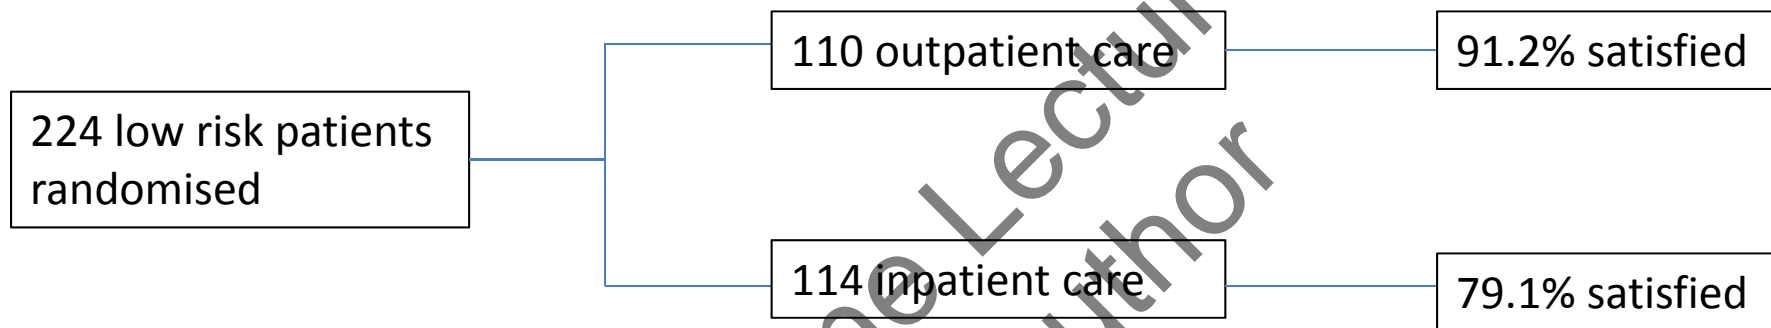 110 outpatient care
91.2% satisfied
224 low risk patients
randomised
114 inpatient care
79.1% satisfied